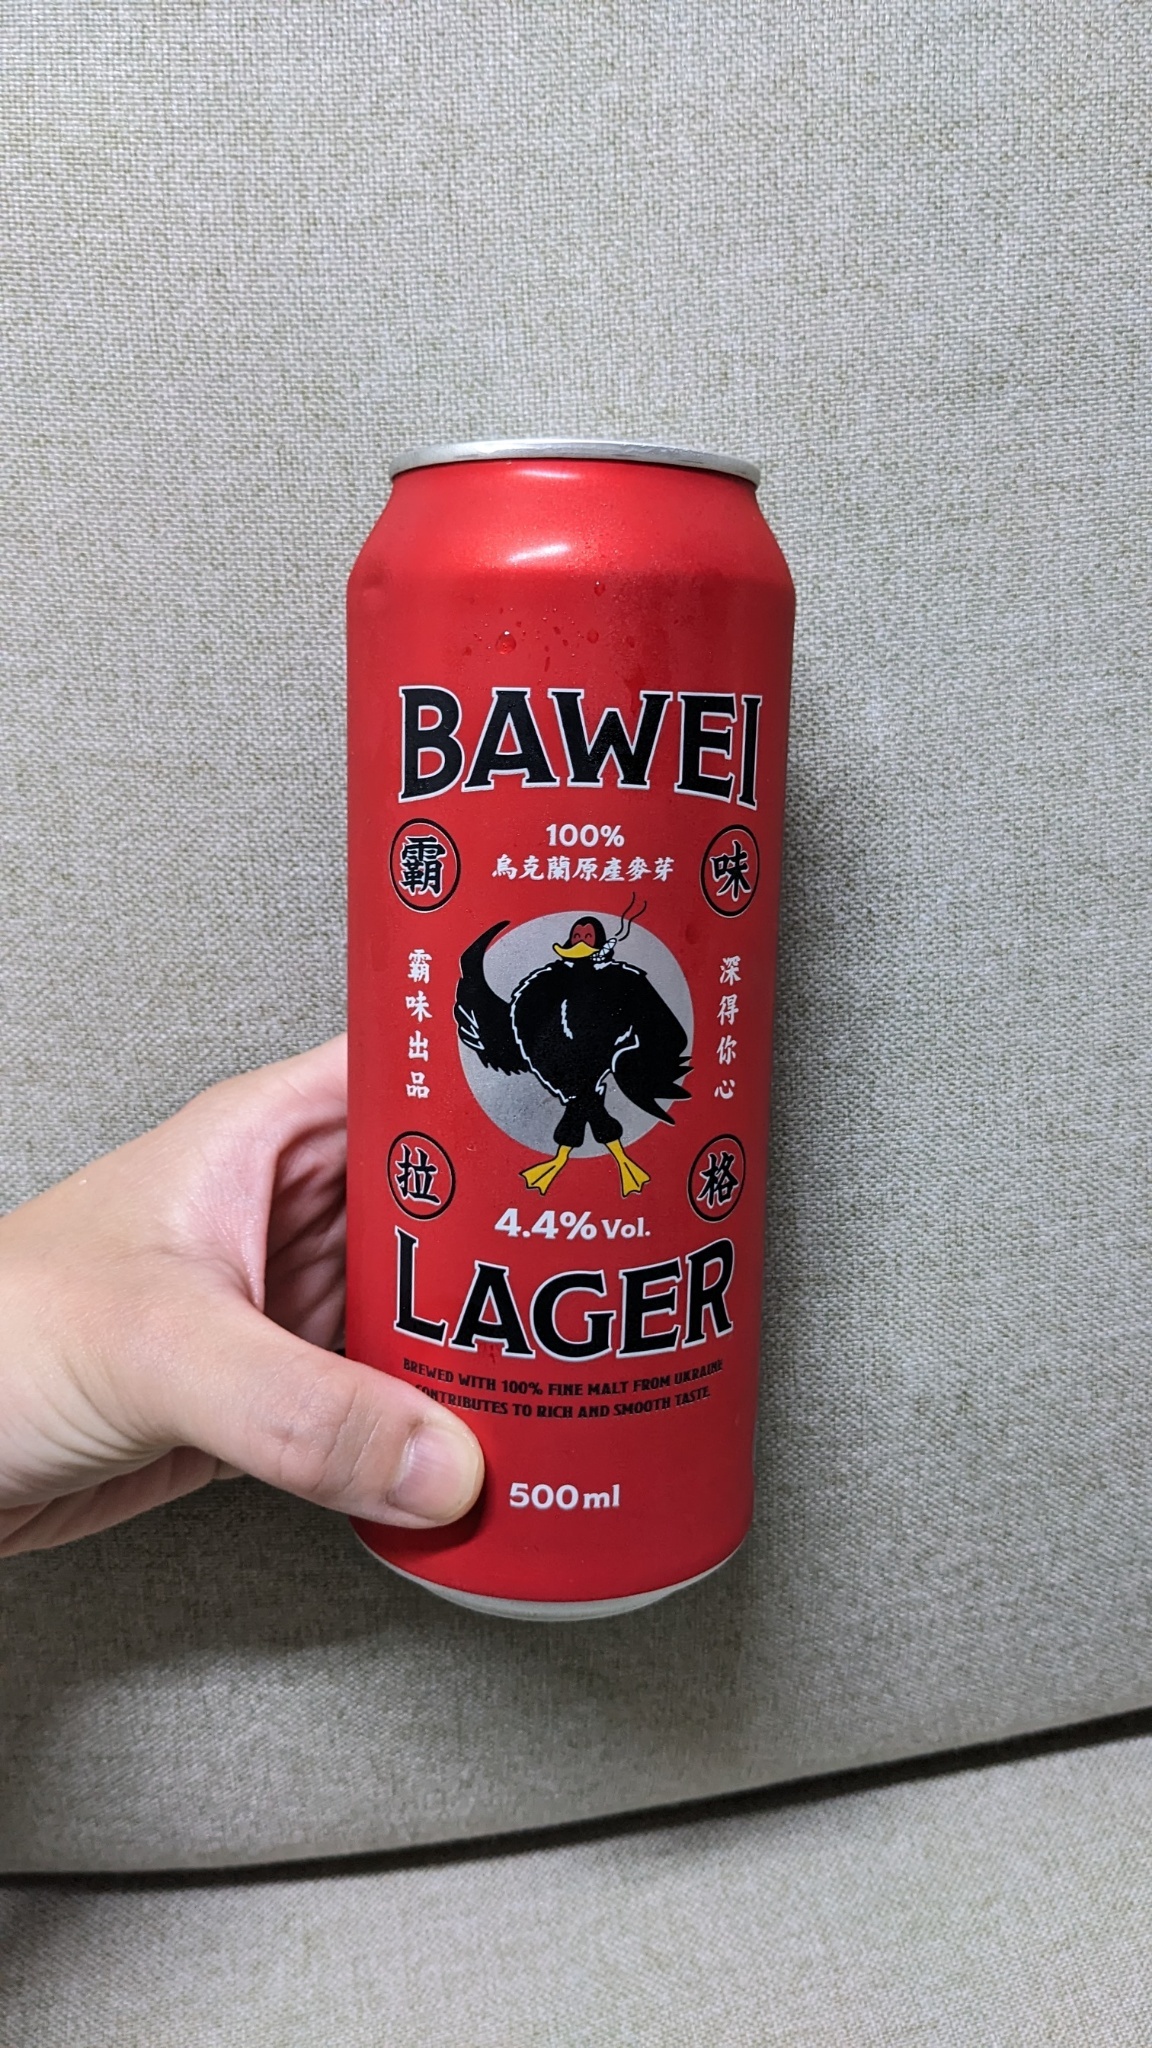 BAWEI
100%
霸
烏克蘭原產麥芽
味
霸味出品
深得你心
拉
格
4.4% Vol.
LAGER
BREWED WITH 100% FINE MALT FROM UKRAINE
CONTRIBUTES TO RICH AND SMOOTH TASTE
500ml